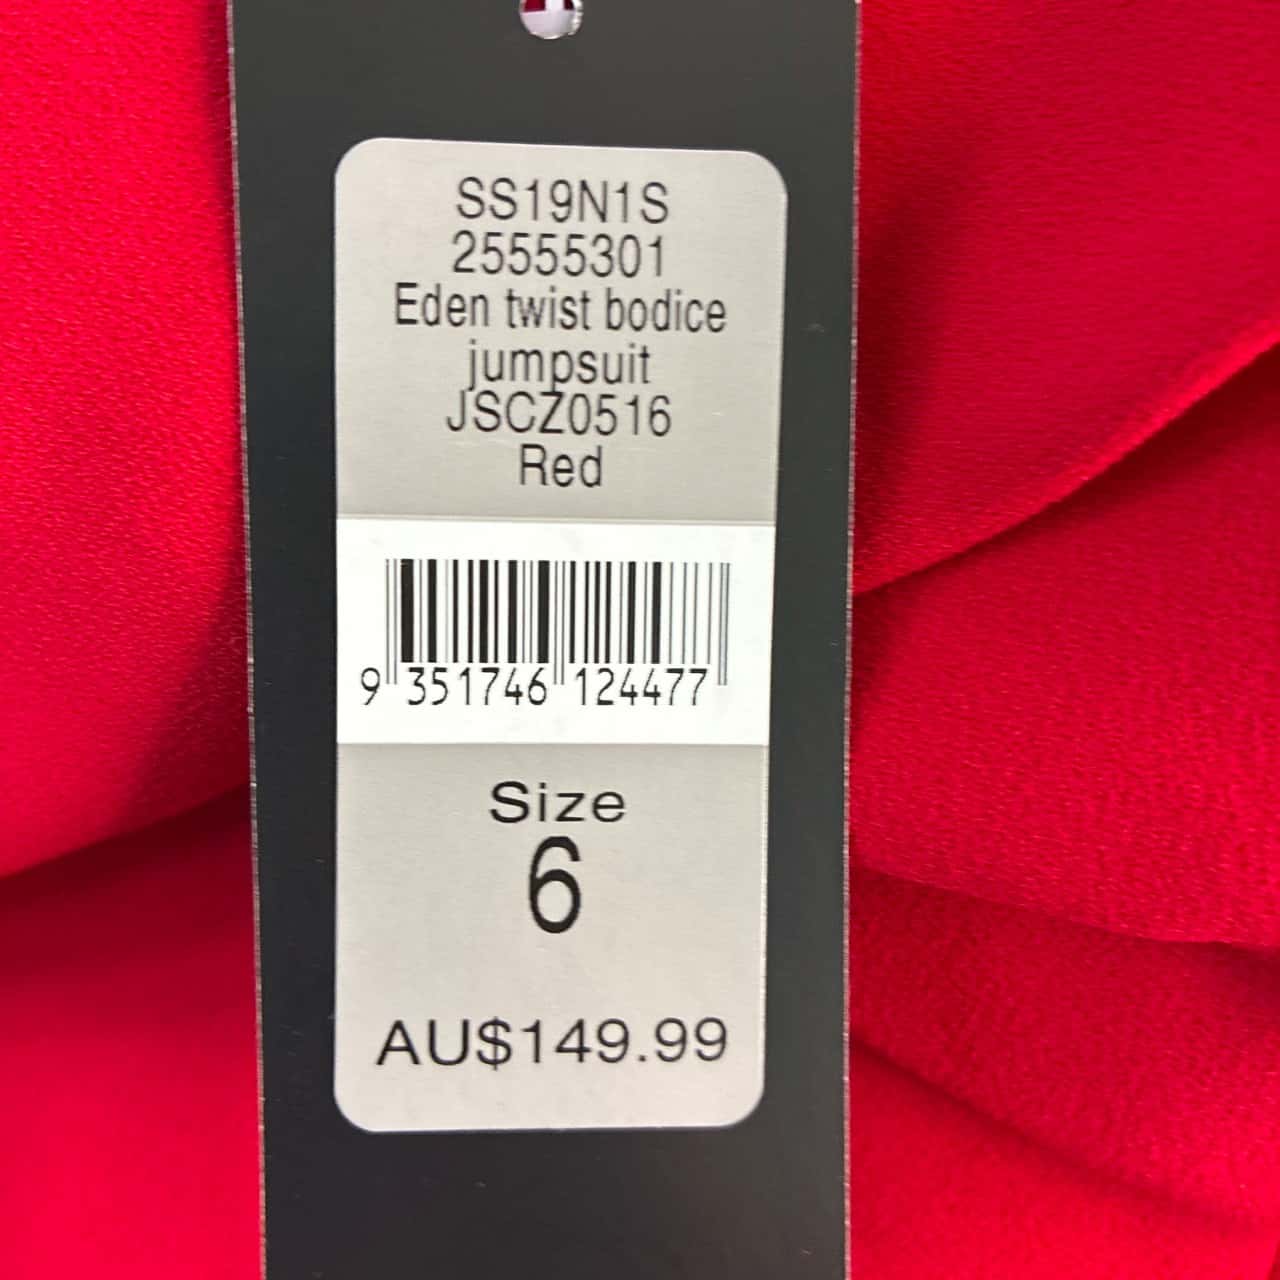 SS19N1S
25555301
Eden twist bodice
jumpsuit
JSCZ0516
Red
9 351746 124477
Size
6
AU$149.99